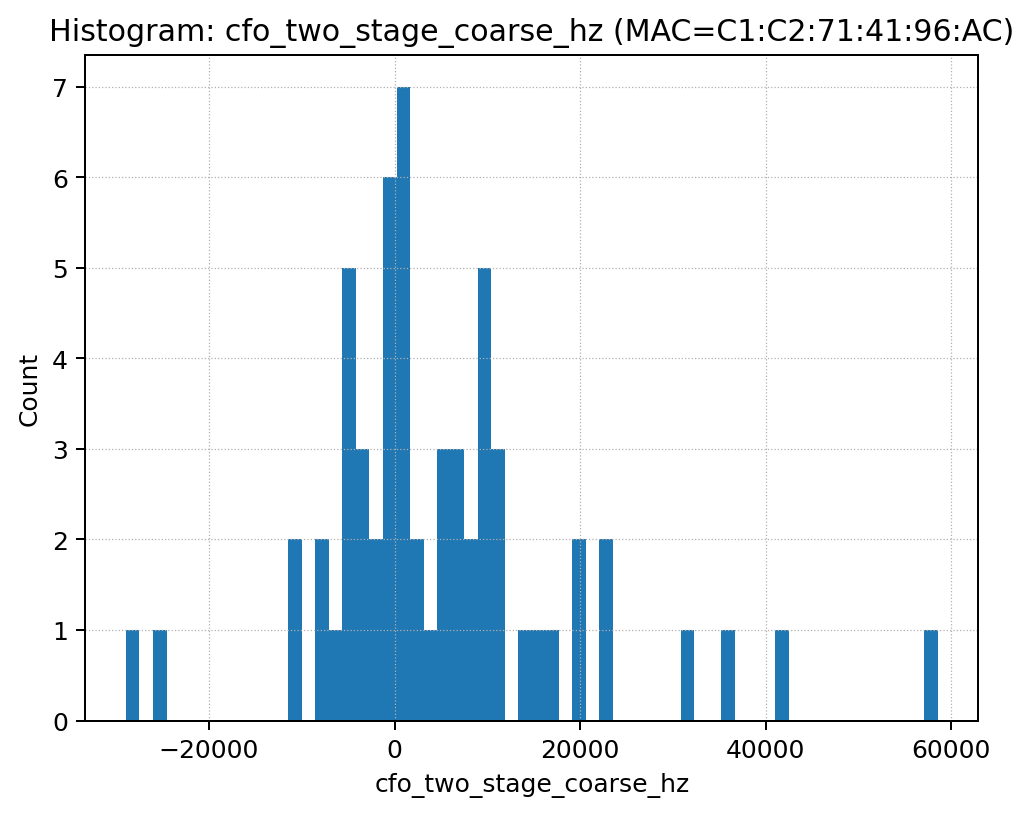 Histogram: cfo_two_stage_coarse_hz (MAC=C1:C2:71:41:96:AC)
7
6
5
4
3
2
1
0
Count
−20000 0 20000 40000 60000
cfo_two_stage_coarse_hz